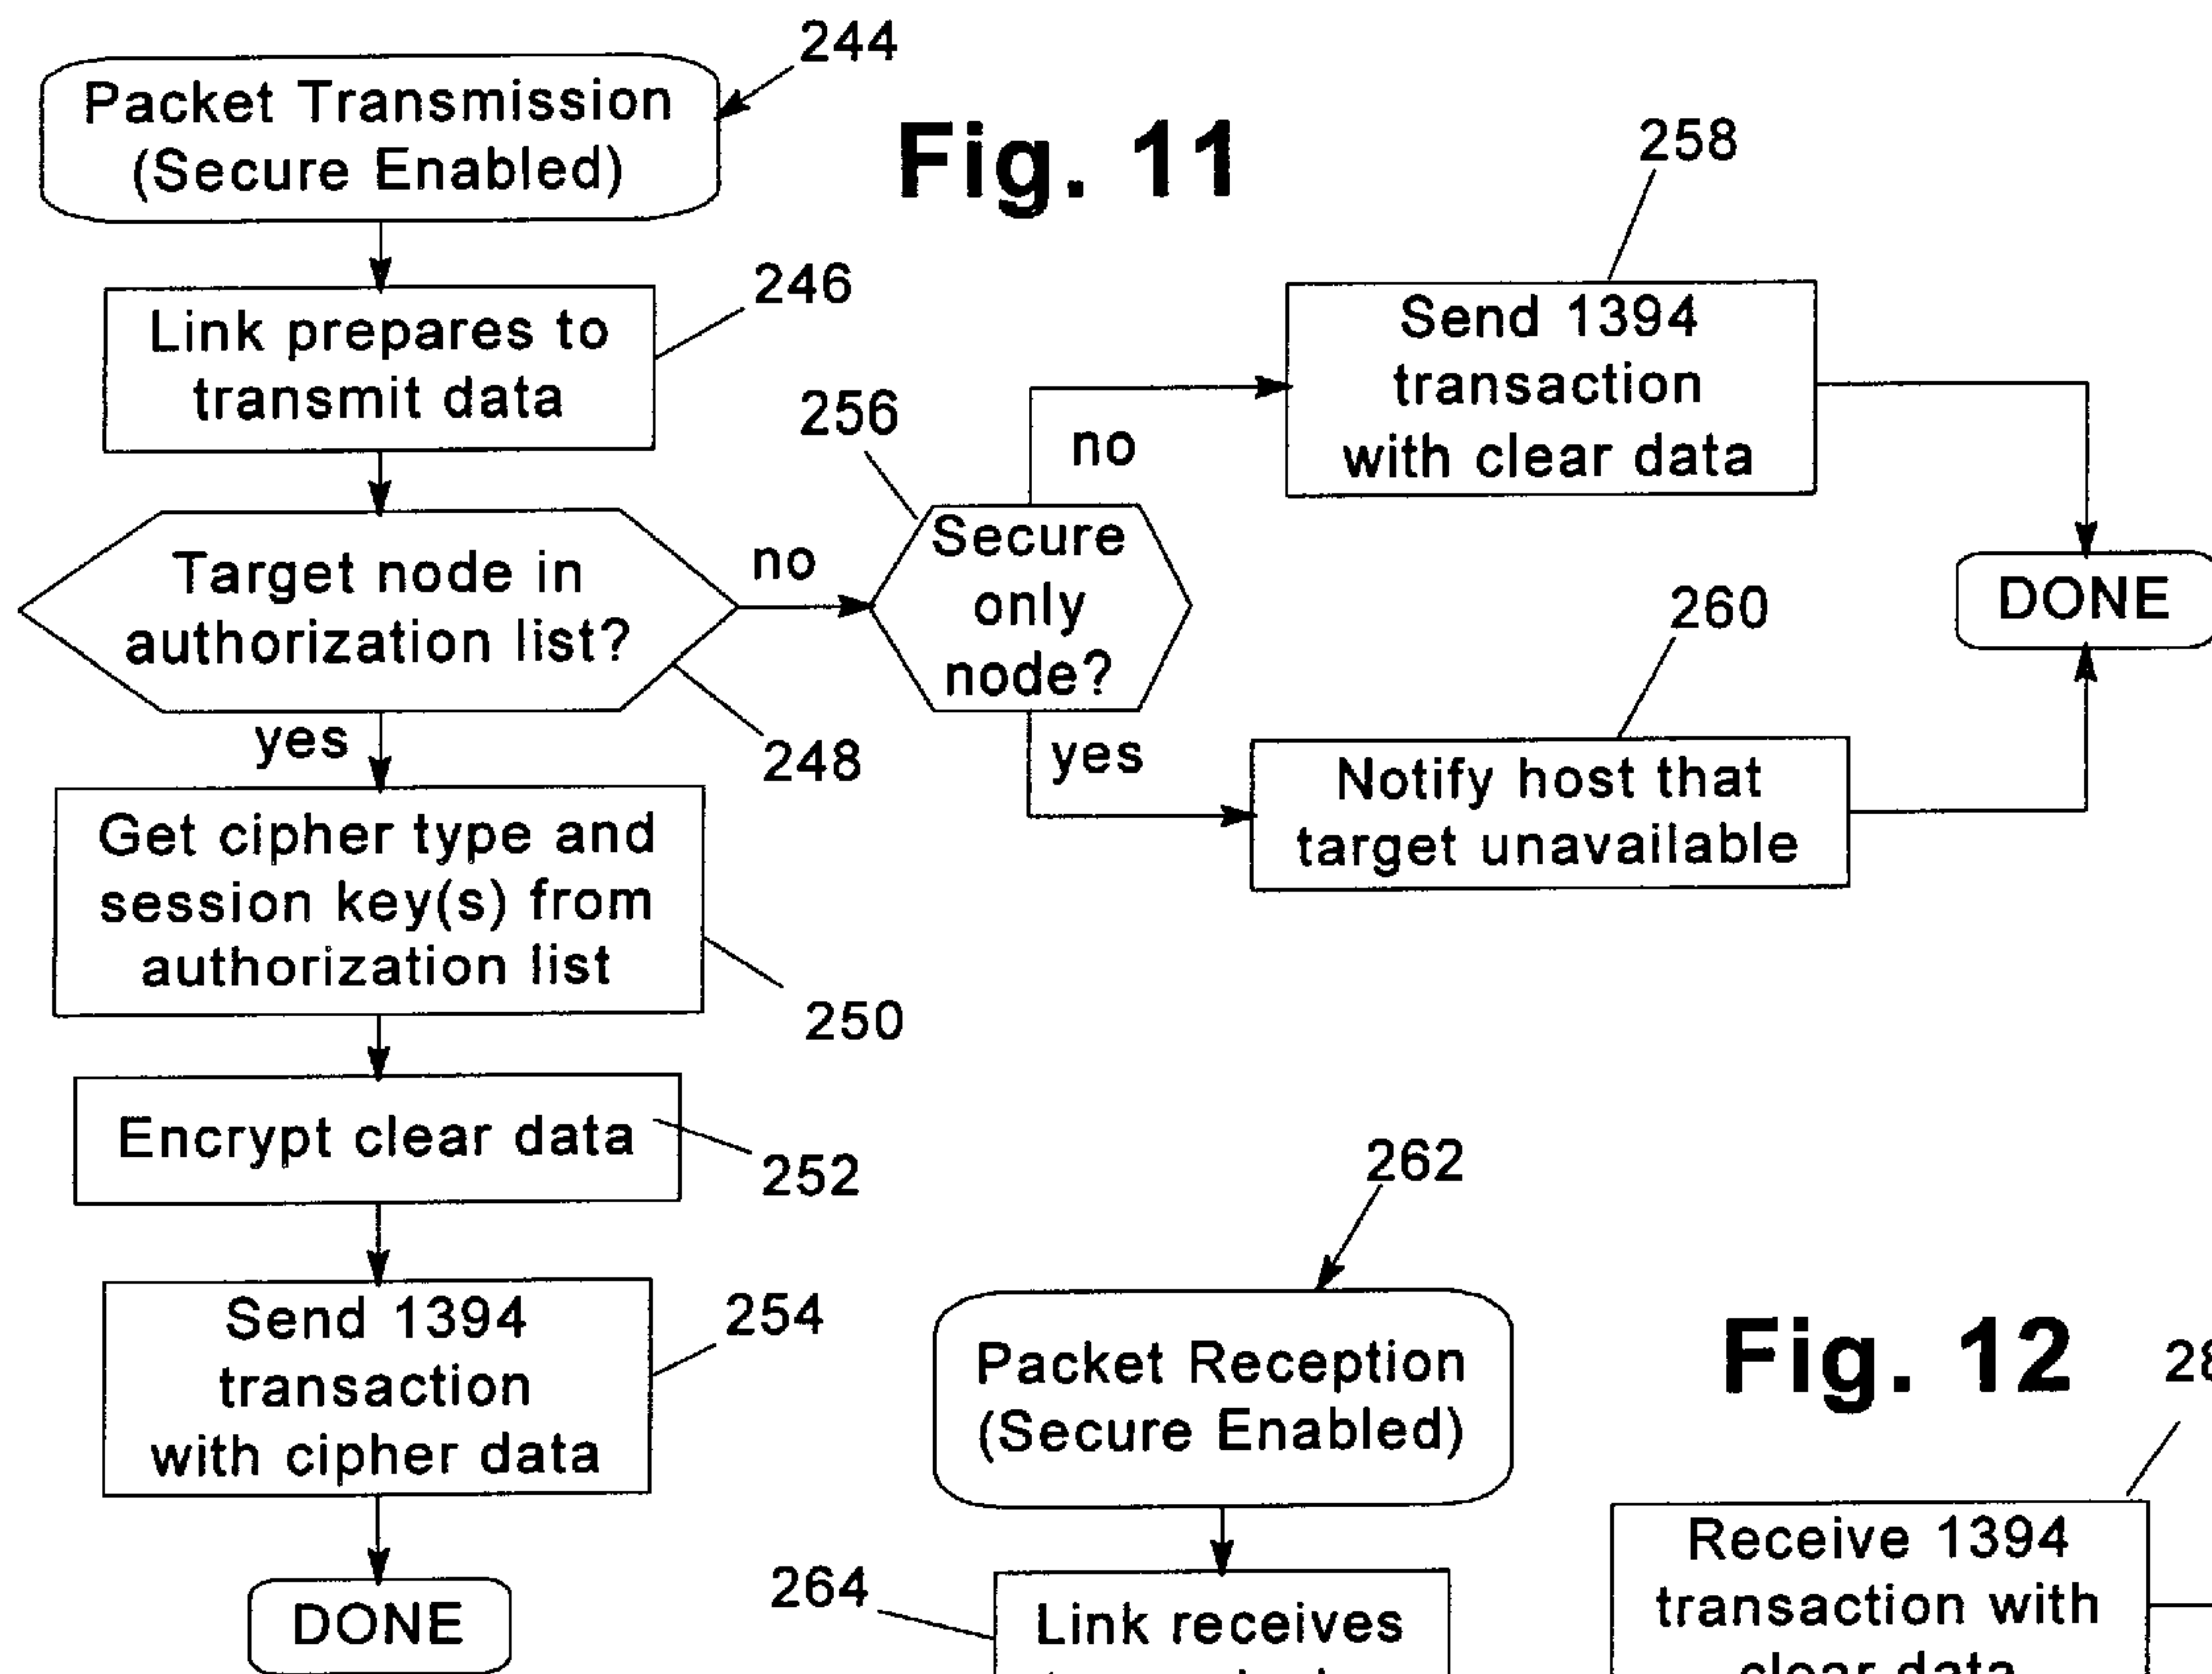 244
Packet Transmission
(Secure Enabled)
Fig. 11
258
246
Link prepares to
transmit data
Send 1394
transaction
with clear data
256
no
Secure
only
node?
no
Target node in
authorization list?
DONE
260
yes
248
yes
Notify host that
target unavailable
Get cipher type and
session key(s) from
authorization list
250
Encrypt clear data
252
262
Send 1394
transaction
with cipher data
254
Packet Reception
(Secure Enabled)
Fig. 12
DONE
264
Link receives
Receive 1394
transaction with
clear data